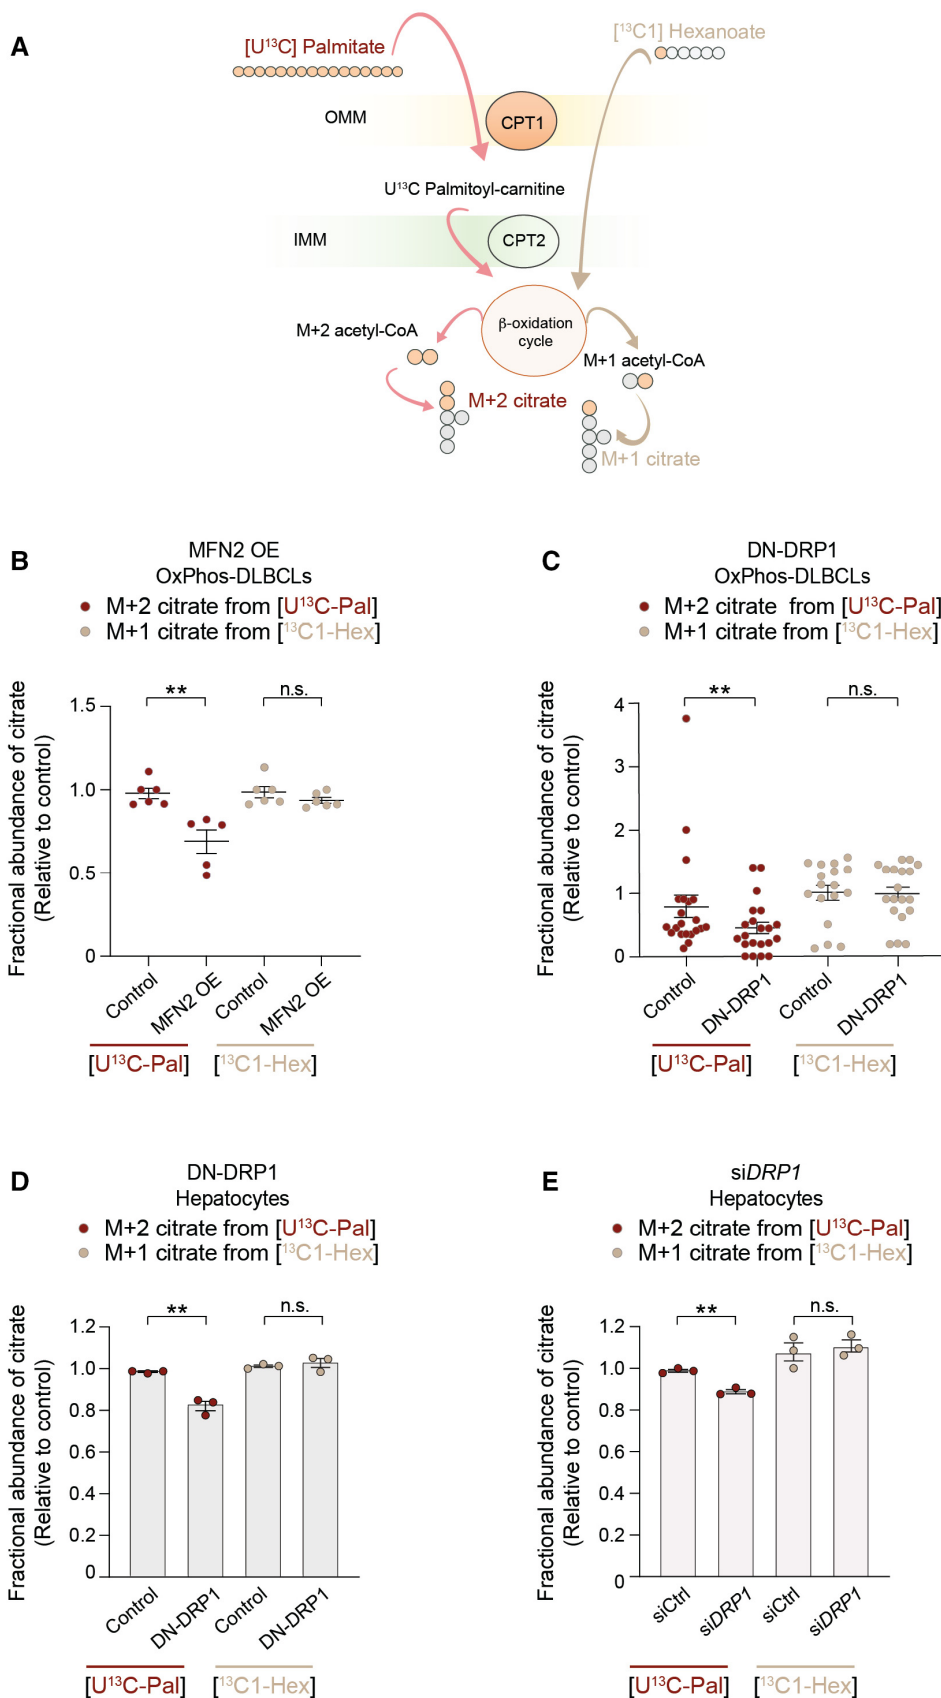 A
[U¹³C] Palmitate
[¹³C1] Hexanoate
OMM
CPT1
U¹³C Palmitoyl-carnitine
IMM
CPT2
β-oxidation
cycle
M+2 acetyl-CoA
M+1 acetyl-CoA
M+2 citrate
M+1 citrate
B
MFN2 OE
OxPhos-DLBCLs
M+2 citrate from [U¹³C-Pal]
M+1 citrate from [¹³C1-Hex]
Fractional abundance of citrate
(Relative to control)
1.5
1.0
0.5
0
**
n.s.
Control
MFN2 OE
Control
MFN2 OE
[U¹³C-Pal]
[¹³C1-Hex]
C
DN-DRP1
OxPhos-DLBCLs
M+2 citrate from [U¹³C-Pal]
M+1 citrate from [¹³C1-Hex]
Fractional abundance of citrate
(Relative to control)
4
3
2
1
0
**
n.s.
Control
DN-DRP1
Control
DN-DRP1
[U¹³C-Pal]
[¹³C1-Hex]
D
DN-DRP1
Hepatocytes
M+2 citrate from [U¹³C-Pal]
M+1 citrate from [¹³C1-Hex]
Fractional abundance of citrate
(Relative to control)
1.2
1.0
0.8
0.6
0.4
0.2
0
**
n.s.
Control
DN-DRP1
Control
DN-DRP1
[U¹³C-Pal]
[¹³C1-Hex]
E
siDRP1
Hepatocytes
M+2 citrate from [U¹³C-Pal]
M+1 citrate from [¹³C1-Hex]
Fractional abundance of citrate
(Relative to control)
1.2
1.0
0.8
0.6
0.4
0.2
0
**
n.s.
siCtrl
siDRP1
siCtrl
siDRP1
[U¹³C-Pal]
[¹³C1-Hex]